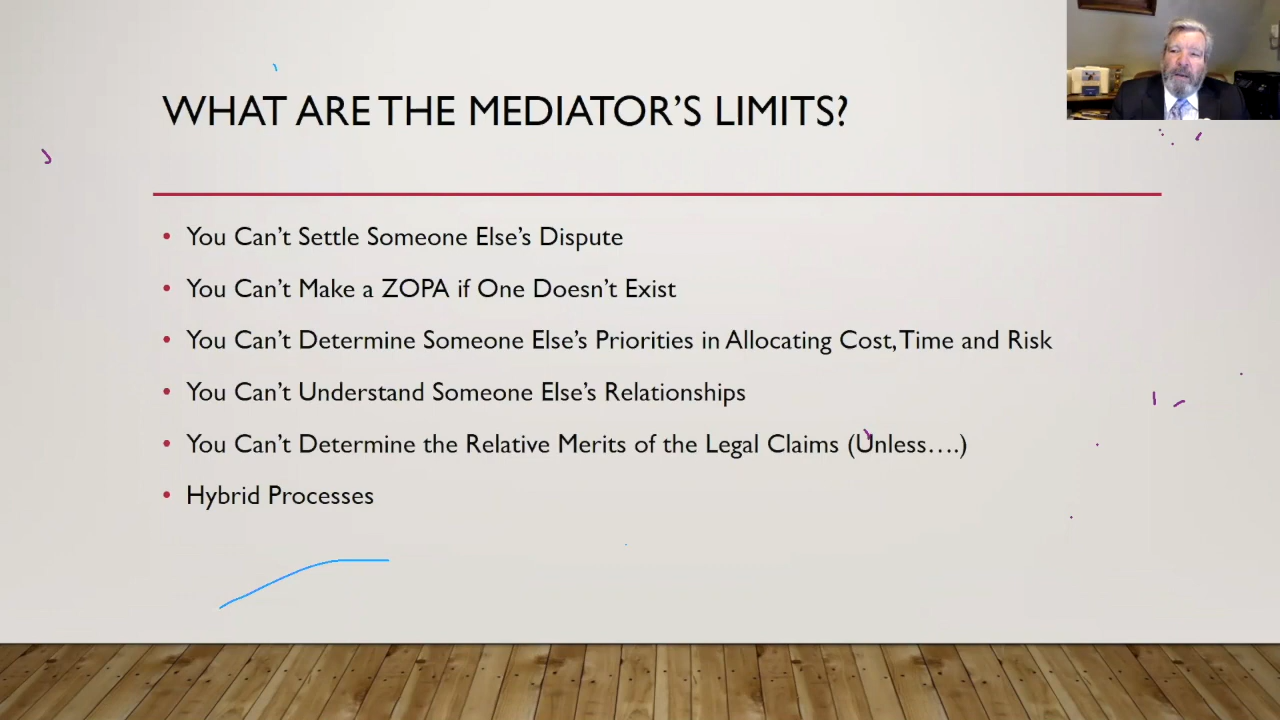 WHAT ARE THE MEDIATOR'S LIMITS?
• You Can't Settle Someone Else's Dispute
• You Can't Make a ZOPA if One Doesn't Exist
• You Can't Determine Someone Else's Priorities in Allocating Cost, Time and Risk
• You Can't Understand Someone Else's Relationships
• You Can't Determine the Relative Merits of the Legal Claims (Unless….)
• Hybrid Processes